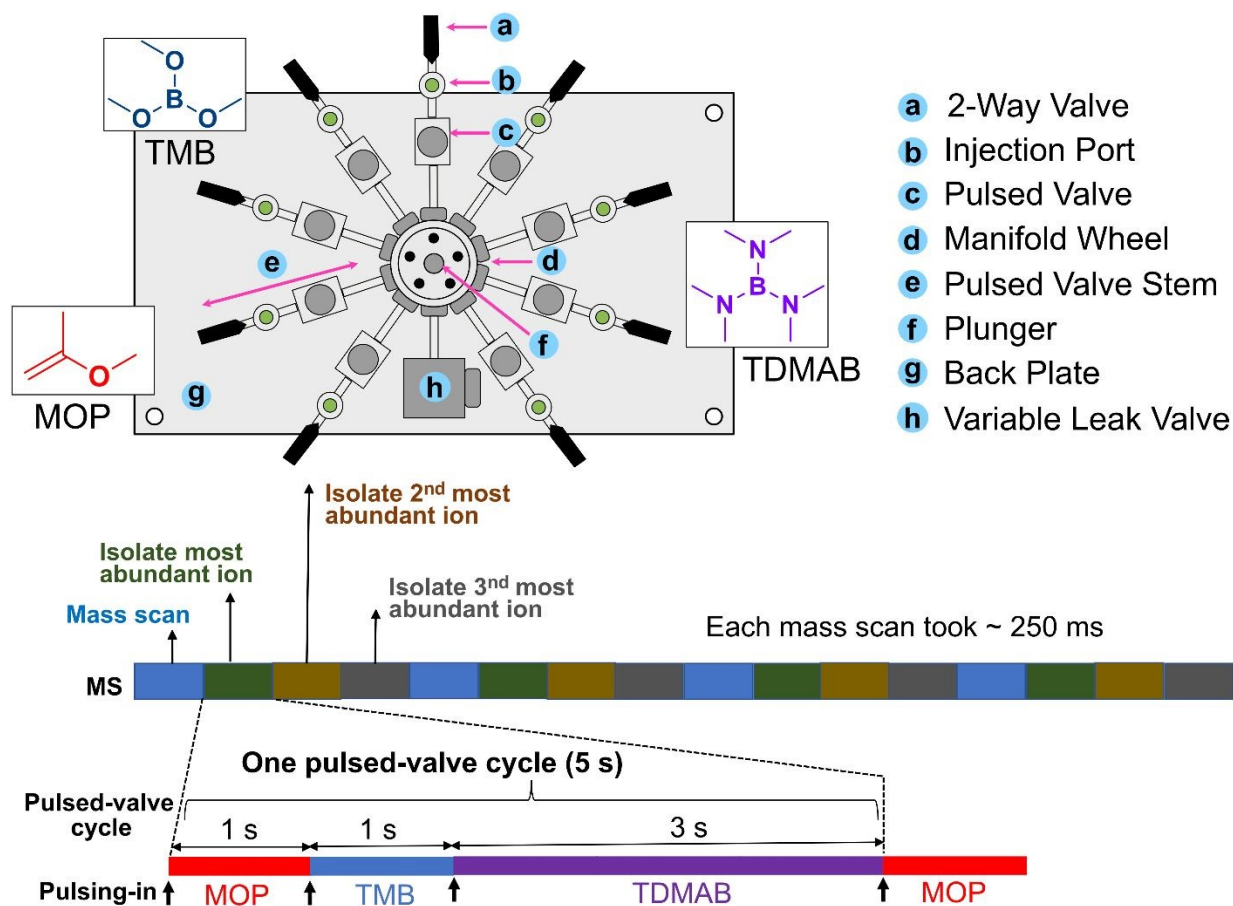 a
b
c
TMB
O
B
O
O
a 2-Way Valve
b Injection Port
c Pulsed Valve
d Manifold Wheel
e Pulsed Valve Stem
f Plunger
g Back Plate
h Variable Leak Valve
e
d
f
g
h
MOP
O
TDMAB
N
B
N
N
Isolate 2nd most
abundant ion
Isolate most
abundant ion
Isolate 3nd most
abundant ion
Mass scan
Each mass scan took ~ 250 ms
MS
One pulsed-valve cycle (5 s)
Pulsed-valve
cycle
1 s
1 s
3 s
Pulsing-in
MOP
TMB
TDMAB
MOP